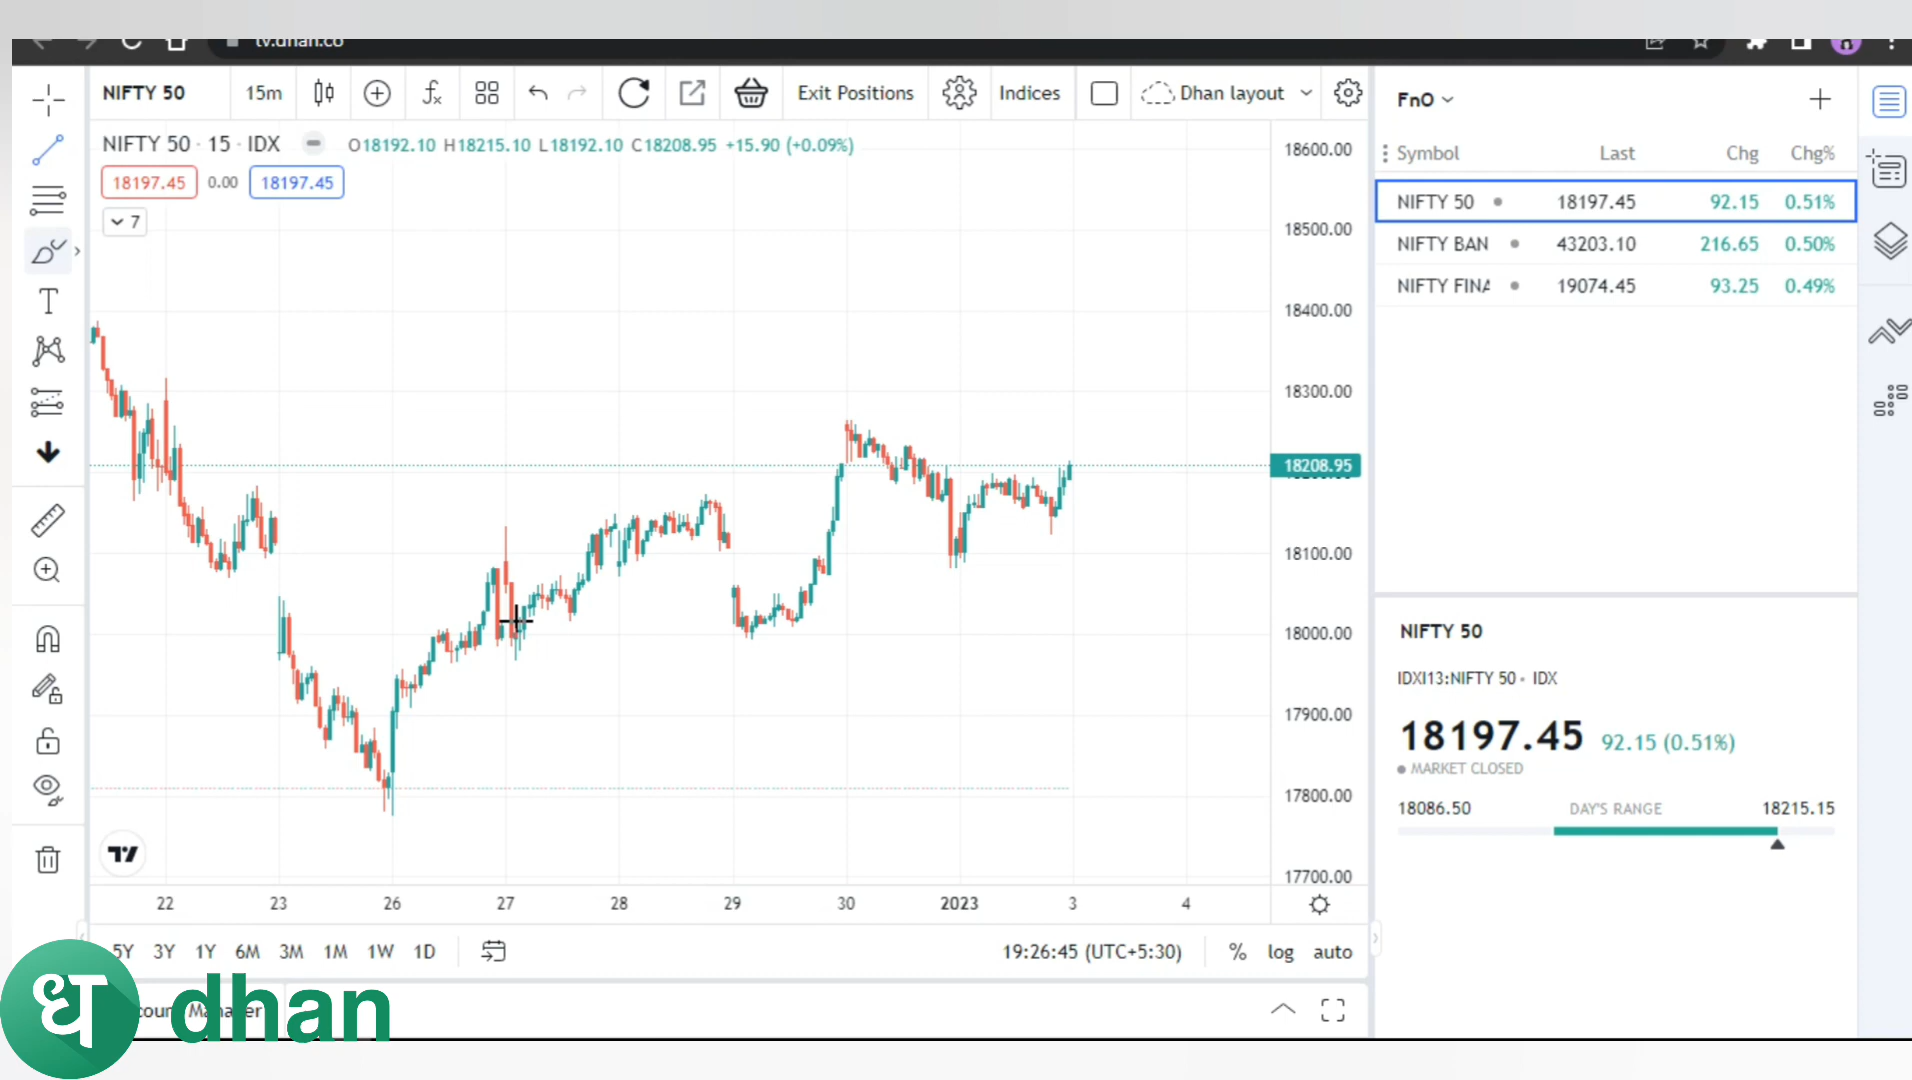 tv.dhan.co
NIFTY 50 15m Exit Positions Indices Dhan layout
NIFTY 50 · 15 · IDX O18192.10 H18215.10 L18192.10 C18208.95 +15.90 (+0.09%)
18197.45 0.00 18197.45
7
T
18600.00
18500.00
18400.00
18300.00
18208.95
18100.00
18000.00
17900.00
17800.00
17700.00
22 23 26 27 28 29 30 2023 3 4
5Y 3Y 1Y 6M 3M 1M 1W 1D 19:26:45 (UTC+5:30) % log auto
FnO
Symbol Last Chg Chg%
NIFTY 50 18197.45 92.15 0.51%
NIFTY BAN 43203.10 216.65 0.50%
NIFTY FINA 19074.45 93.25 0.49%
NIFTY 50
IDXI13:NIFTY 50 • IDX
18197.45 92.15 (0.51%)
MARKET CLOSED
18086.50 DAY'S RANGE 18215.15
ध dhan